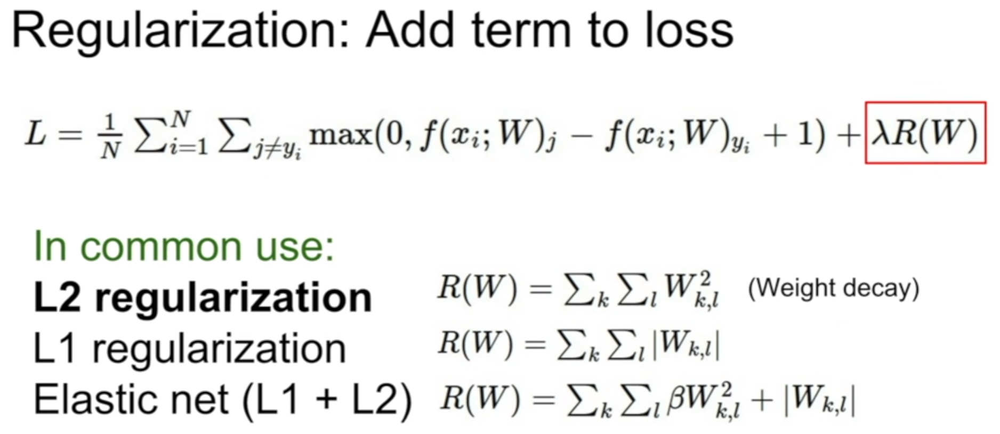 Regularization: Add term to loss
L = \frac{1}{N} \sum_{i=1}^{N} \sum_{j \neq y_i} \max(0, f(x_i; W)_j - f(x_i; W)_{y_i} + 1) + \lambda R(W)
In common use:
L2 regularization R(W) = \sum_k \sum_l W_{k,l}^2 (Weight decay)
L1 regularization R(W) = \sum_k \sum_l |W_{k,l}|
Elastic net (L1 + L2) R(W) = \sum_k \sum_l \beta W_{k,l}^2 + |W_{k,l}|